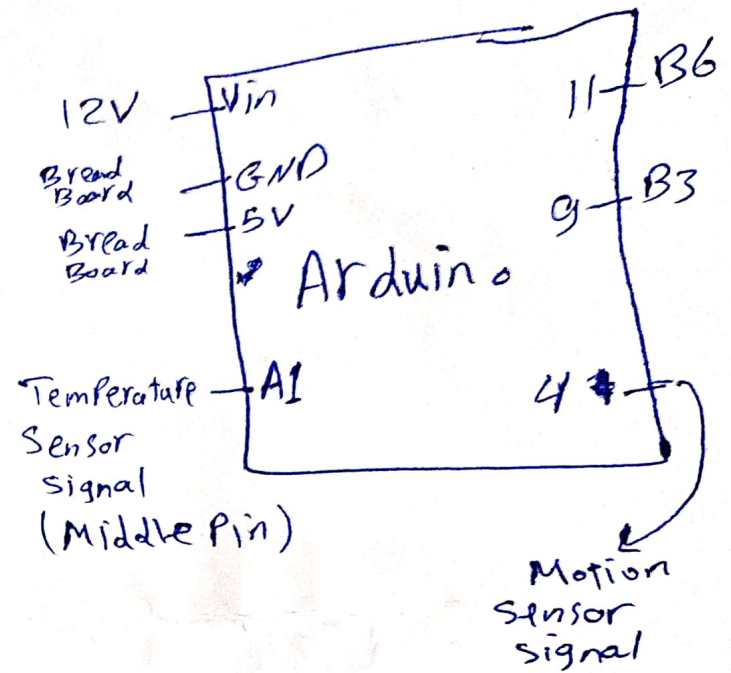 12V Vin
Bread
Board
GND
Bread
Board
5V
Arduino
Temperature
Sensor
Signal
(Middle Pin)
A1
11 B6
9 B3
4
Motion
Sensor
Signal